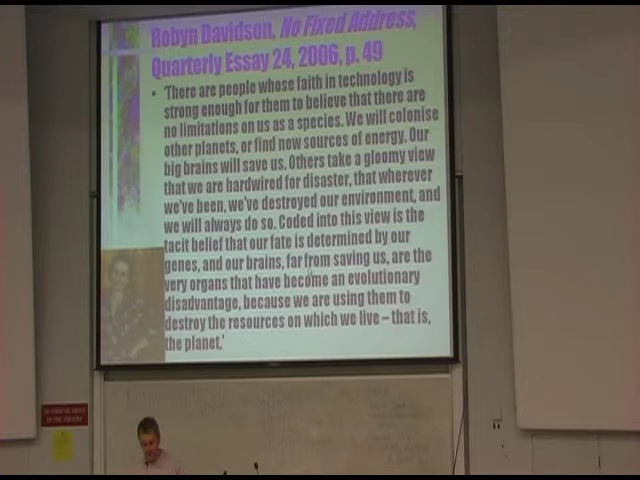 Robyn Davidson, No Fixed Address,
Quarterly Essay 24, 2006, p. 49
• 'There are people whose faith in technology is
strong enough for them to believe that there are
no limitations on us as a species. We will colonise
other planets, or find new sources of energy. Our
big brains will save us. Others take a gloomy view
that we are hardwired for disaster, that wherever
we've been, we've destroyed our environment, and
we will always do so. Coded into this view is the
tacit belief that our fate is determined by our
genes, and our brains, far from saving us, are the
very organs that have become an evolutionary
disadvantage, because we are using them to
destroy the resources on which we live – that is,
the planet.'